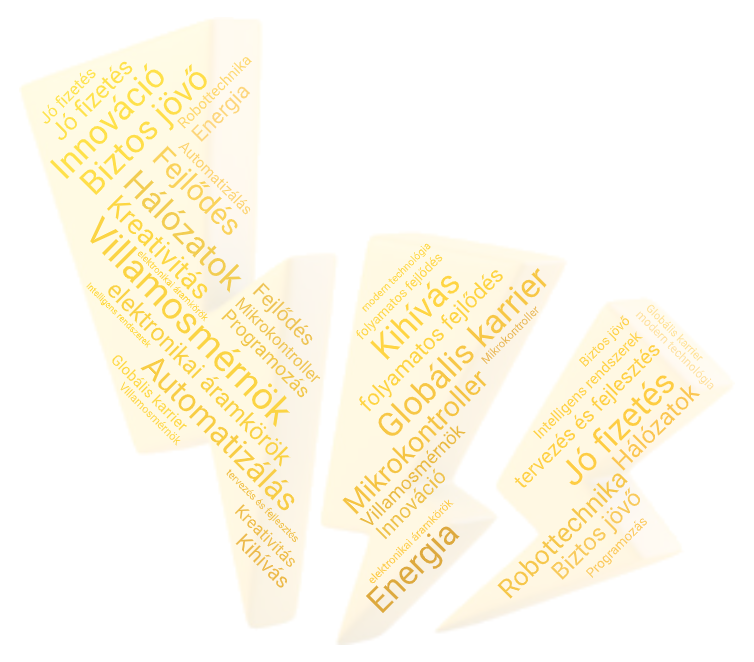 Jó fizetés
Jó fizetés
Innováció
Biztos jövő
Robottechnika
Energia
Automatizálás
Fejlődés
Hálózatok
Kreativitás
elektronikai áramkörök
Villamosmérnök
Intelligens rendszerek
elektronikai áramkörök
Automatizálás
Globális karrier
Villamosmérnök
Fejlődés
Mikrokontroller
Programozás
tervezés és fejlesztés
Kreativitás
Kihívás
modern technológia
folyamatos fejlődés
Kihívás
folyamatos fejlődés
Globális karrier
Mikrokontroller
Mikrokontroller
Villamosmérnök
Innováció
elektronikai áramkörök
Energia
Biztos jövő
Globális karrier
modern technológia
Intelligens rendszerek
tervezés és fejlesztés
Jó fizetés
Hálózatok
Robottechnika
Biztos jövő
Programozás